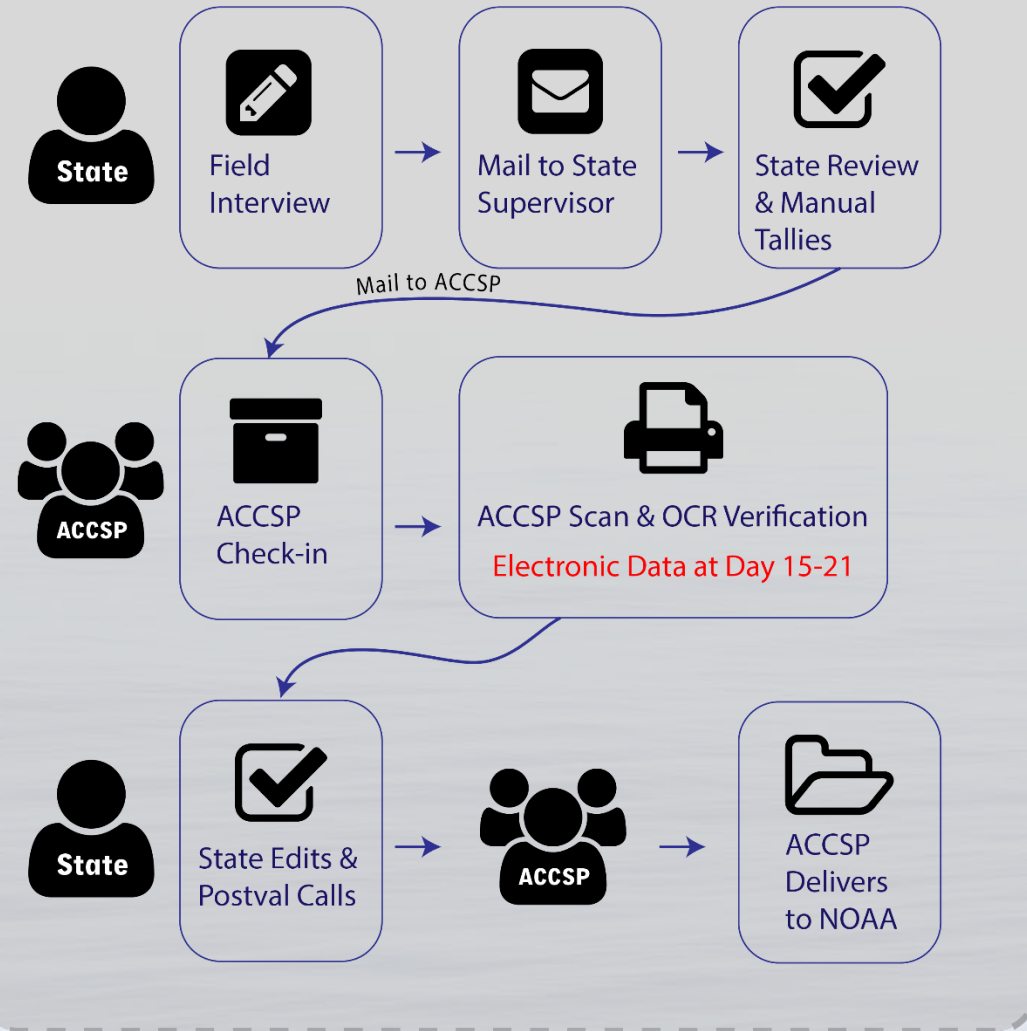 State
Field
Interview
Mail to State
Supervisor
State Review
& Manual
Tallies
Mail to ACCSP
ACCSP
ACCSP
Check-in
ACCSP Scan & OCR Verification
Electronic Data at Day 15-21
State
State Edits &
Postval Calls
ACCSP
ACCSP
Delivers
to NOAA